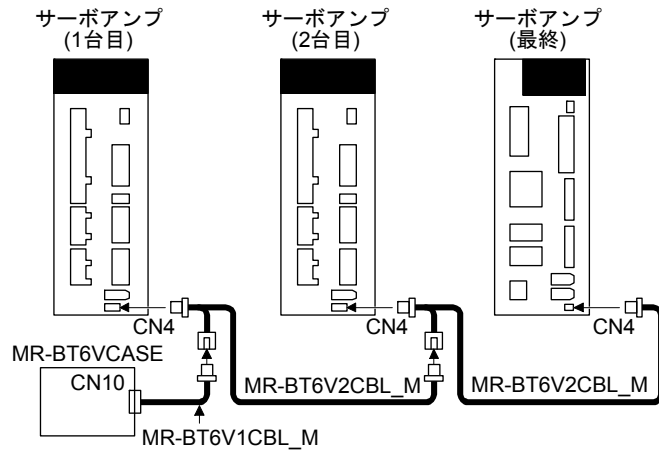 サーボアンプ
(1台目)
サーボアンプ
(2台目)
サーボアンプ
(最終)
CN4
CN4
CN4
MR-BT6VCASE
CN10
MR-BT6V2CBL_M
MR-BT6V2CBL_M
MR-BT6V1CBL_M